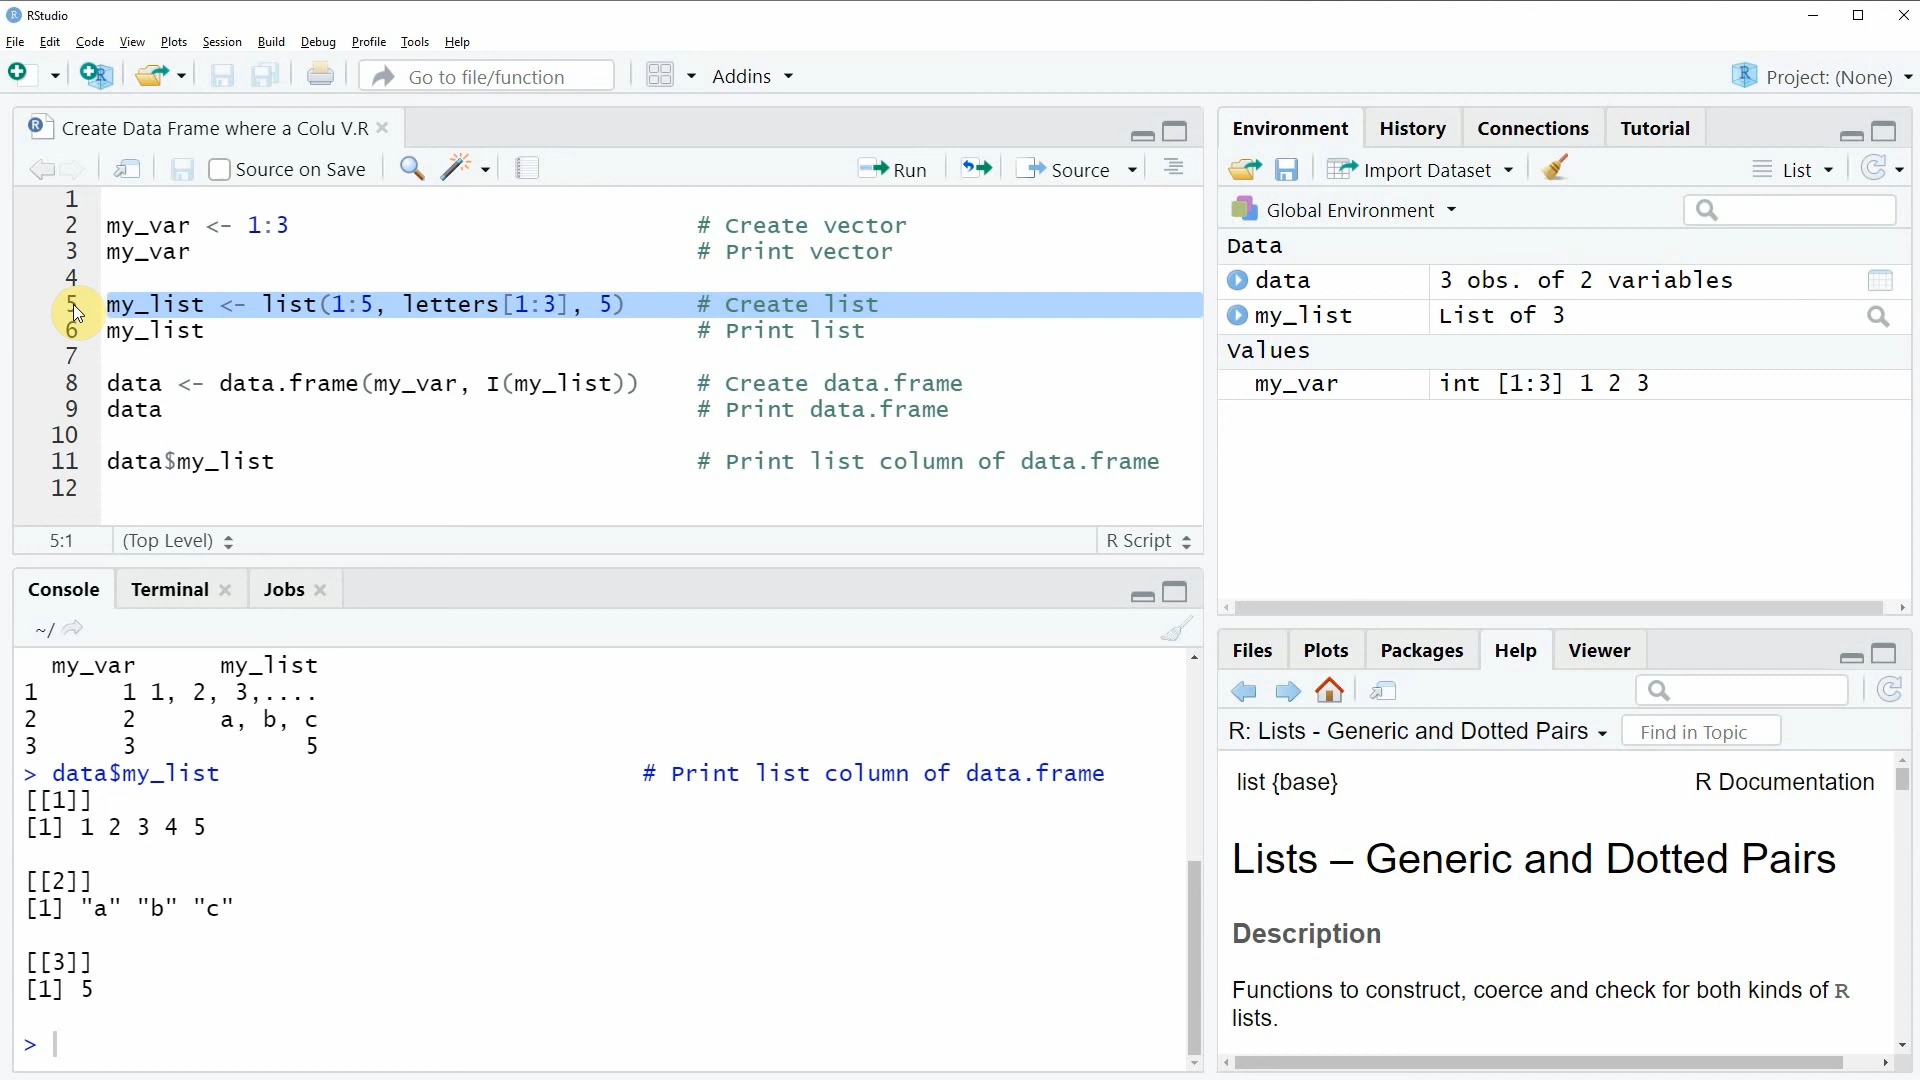 RStudio
File Edit Code View Plots Session Build Debug Profile Tools Help
Go to file/function Addins Project: (None)
Create Data Frame where a Colu V.R
Source on Save Run Source
1
2 my_var <- 1:3 # Create vector
3 my_var # Print vector
4
5 my_list <- list(1:5, letters[1:3], 5) # Create list
6 my_list # Print list
7
8 data <- data.frame(my_var, I(my_list)) # Create data.frame
9 data # Print data.frame
10
11 data$my_list # Print list column of data.frame
12
5:1 (Top Level) R Script
Console Terminal Jobs
~/
my_var my_list
1 1 1, 2, 3,....
2 2 a, b, c
3 3 5
> data$my_list # Print list column of data.frame
[[1]]
[1] 1 2 3 4 5
[[2]]
[1] "a" "b" "c"
[[3]]
[1] 5
>
Environment History Connections Tutorial
Import Dataset List
Global Environment
Data
data 3 obs. of 2 variables
my_list List of 3
Values
my_var int [1:3] 1 2 3
Files Plots Packages Help Viewer
R: Lists - Generic and Dotted Pairs Find in Topic
list {base} R Documentation
Lists – Generic and Dotted Pairs
Description
Functions to construct, coerce and check for both kinds of R
lists.